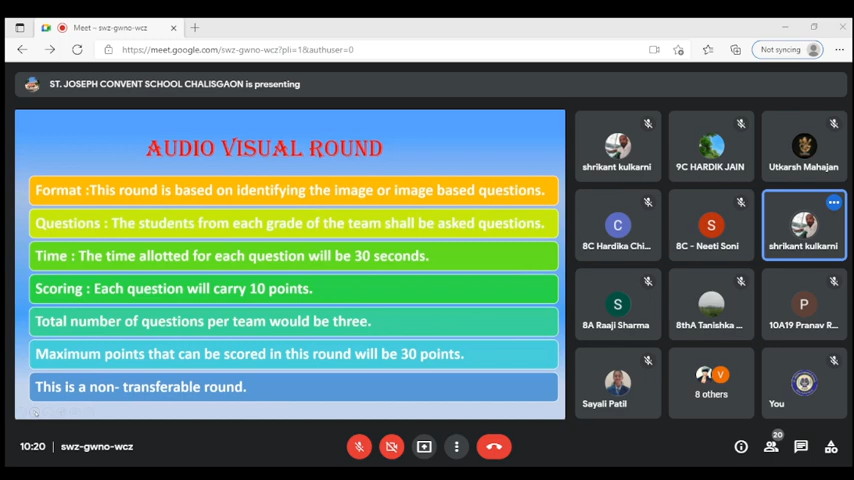 Meet – swz-gwno-wcz
https://meet.google.com/swz-gwno-wcz?pli=1&authuser=0
Not syncing
ST. JOSEPH CONVENT SCHOOL CHALISGAON is presenting
AUDIO VISUAL ROUND
Format :This round is based on identifying the image or image based questions.
Questions : The students from each grade of the team shall be asked questions.
Time : The time allotted for each question will be 30 seconds.
Scoring : Each question will carry 10 points.
Total number of questions per team would be three.
Maximum points that can be scored in this round will be 30 points.
This is a non- transferable round.
shrikant kulkarni
9C HARDIK JAIN
Utkarsh Mahajan
C
8C Hardika Chi...
S
8C - Neeti Soni
shrikant kulkarni
S
8A Raaji Sharma
8thA Tanishka ...
P
10A19 Pranav R...
Sayali Patil
V
8 others
You
10:20 | swz-gwno-wcz
20